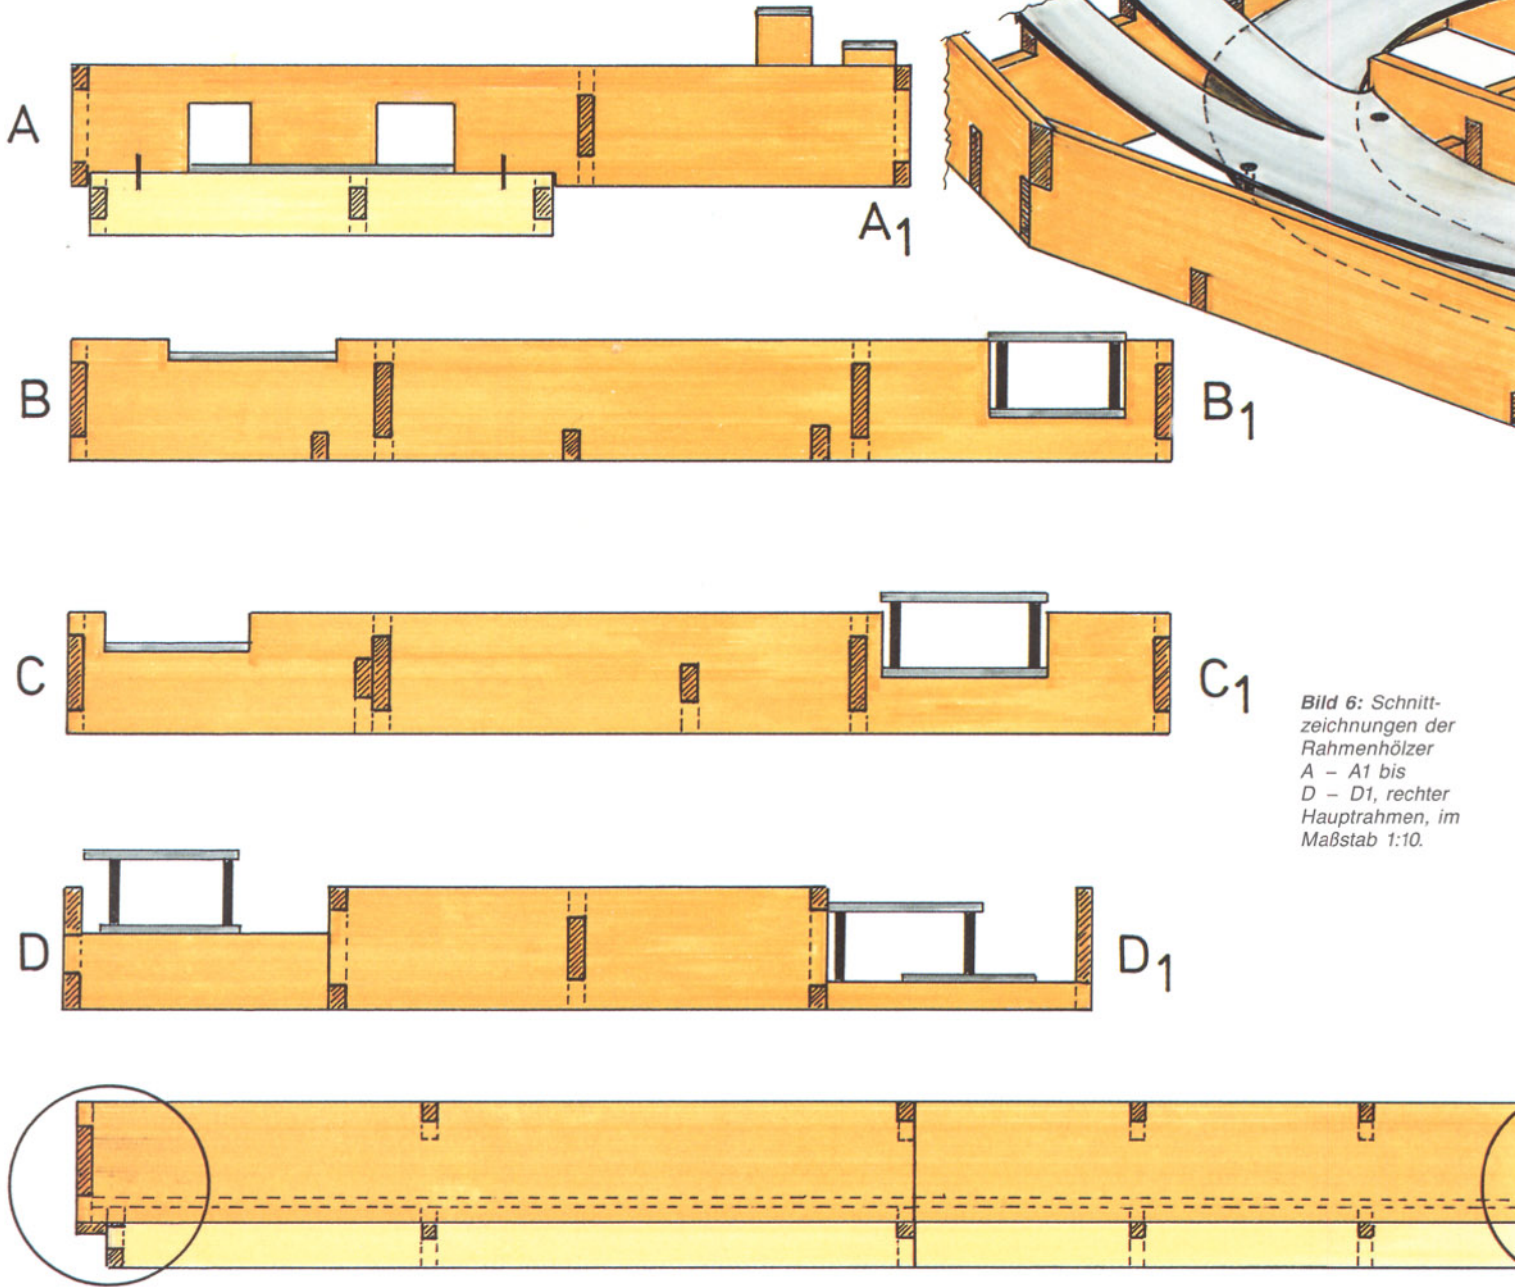 A
A1
B
B1
C
C1
Bild 6: Schnitt-
zeichnungen der
Rahmenhölzer
A – A1 bis
D – D1, rechter
Hauptrahmen, im
Maßstab 1:10.
D
D1